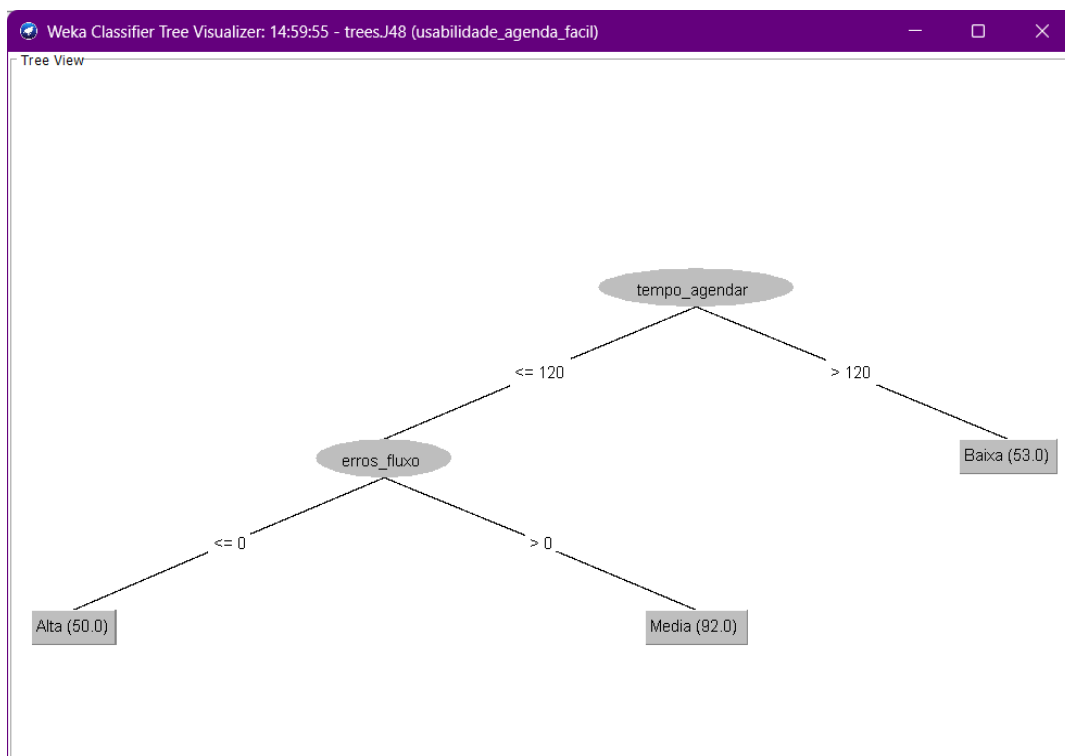 Weka Classifier Tree Visualizer: 14:59:55 - trees.J48 (usabilidade_agenda_facil)
Tree View
tempo_agendar
<= 120
> 120
erros_fluxo
Baixa (53.0)
<= 0
> 0
Alta (50.0)
Media (92.0)